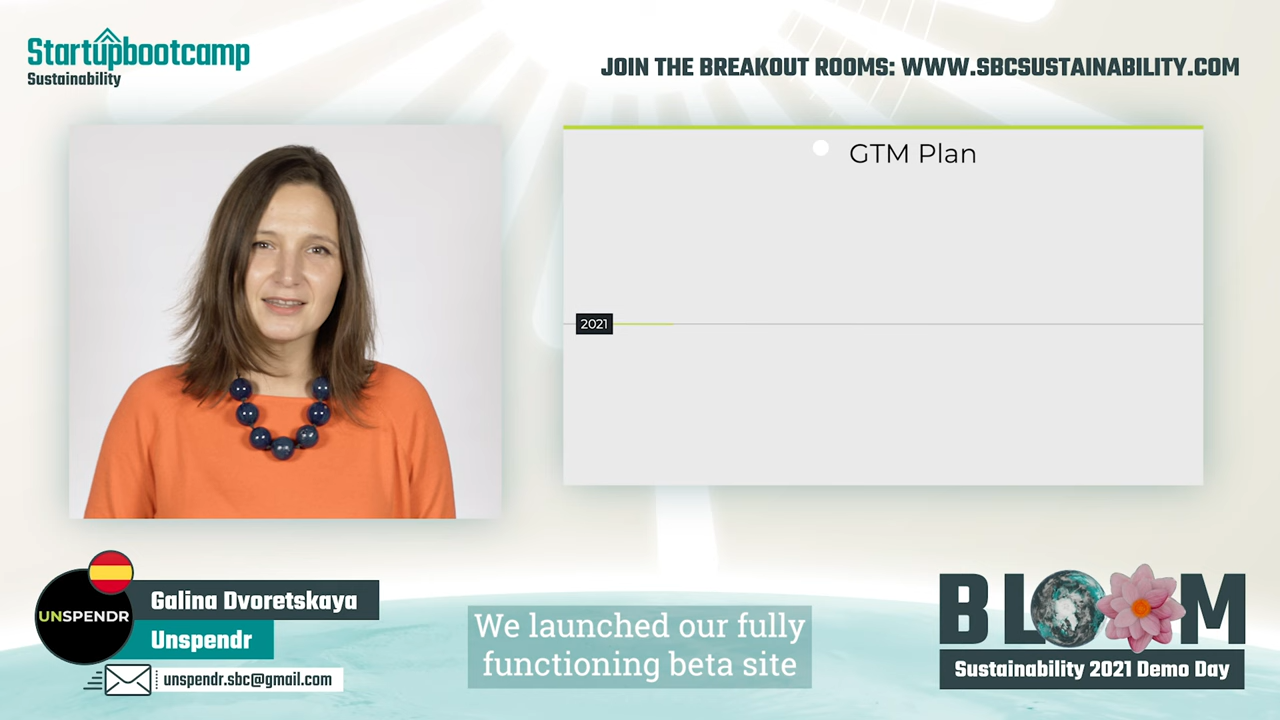 Startupbootcamp
Sustainability
JOIN THE BREAKOUT ROOMS: WWW.SBCSUSTAINABILITY.COM
GTM Plan
2021
UNSPENDR
Galina Dvoretskaya
Unspendr
unspendr.sbc@gmail.com
We launched our fully
functioning beta site
BLOOM
Sustainability 2021 Demo Day